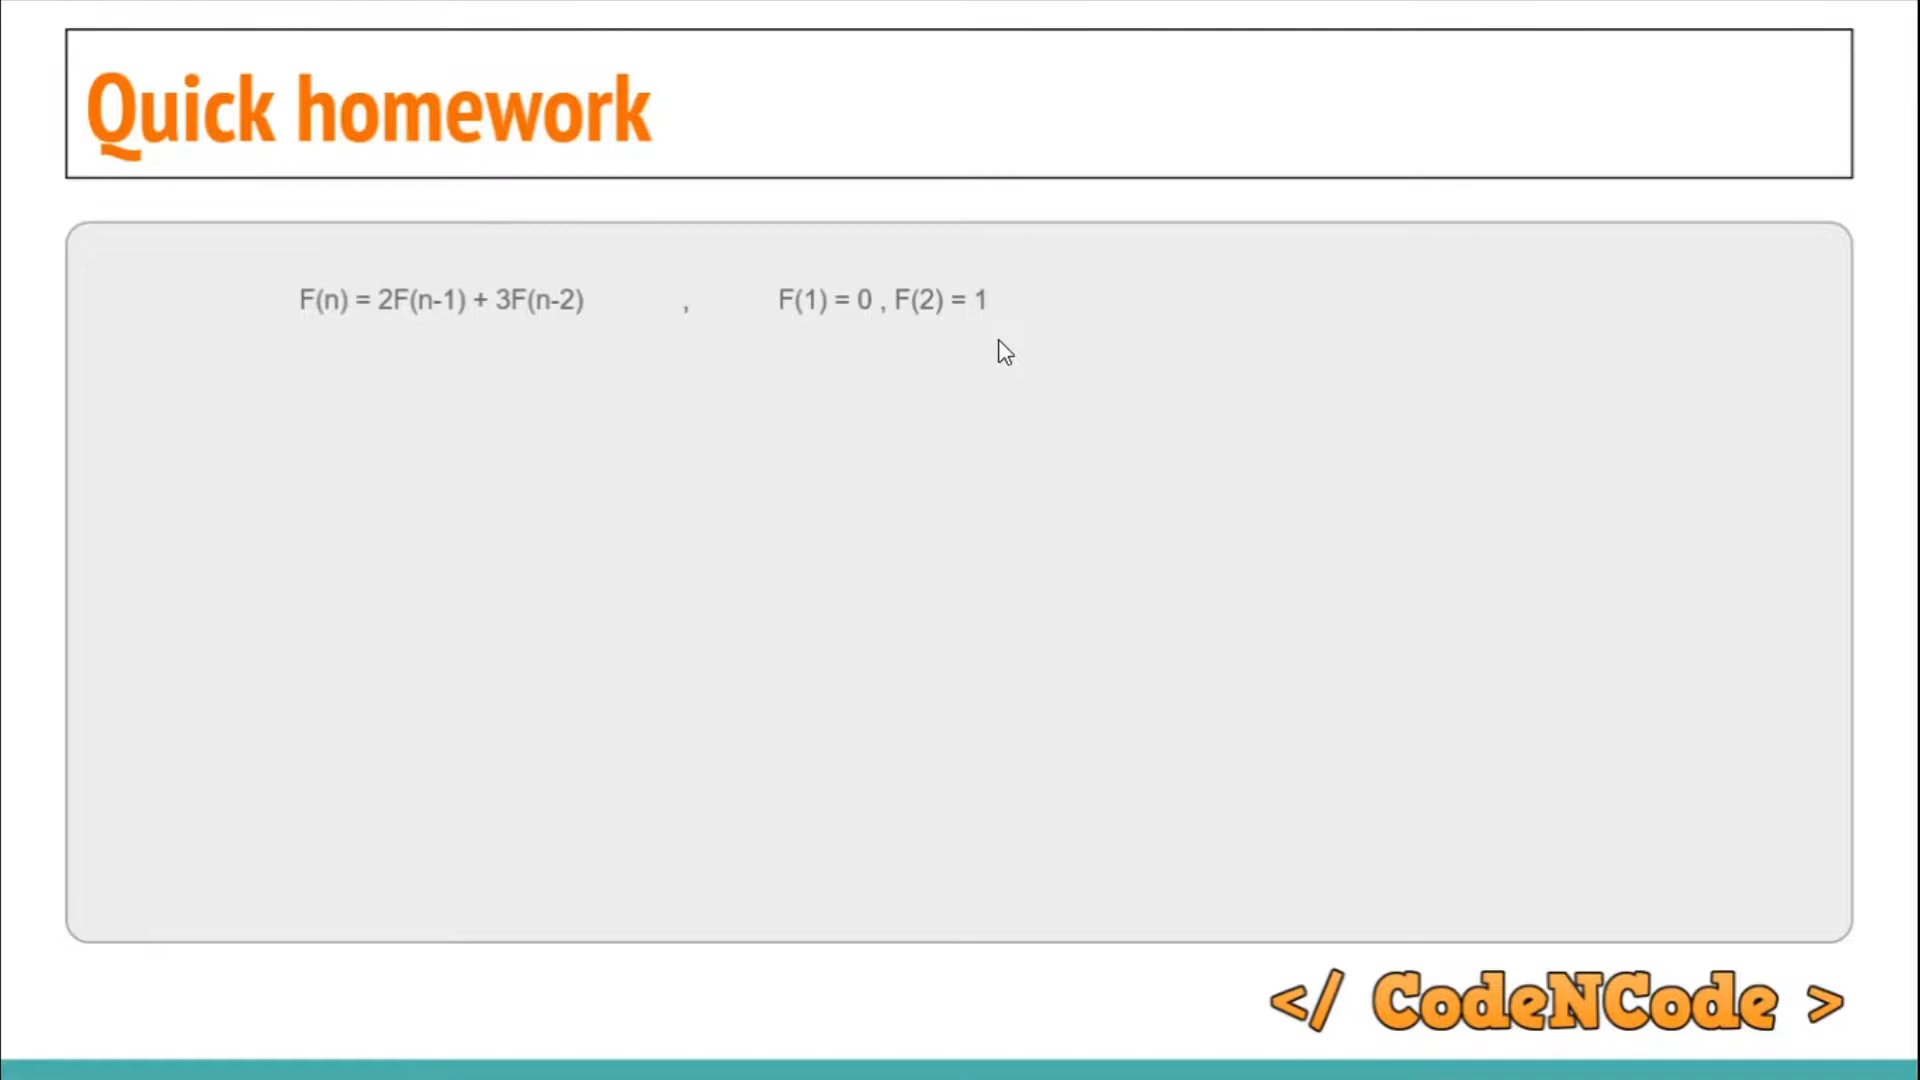 Quick homework
F(n) = 2F(n-1) + 3F(n-2) , F(1) = 0 , F(2) = 1
</ CodeNCode >